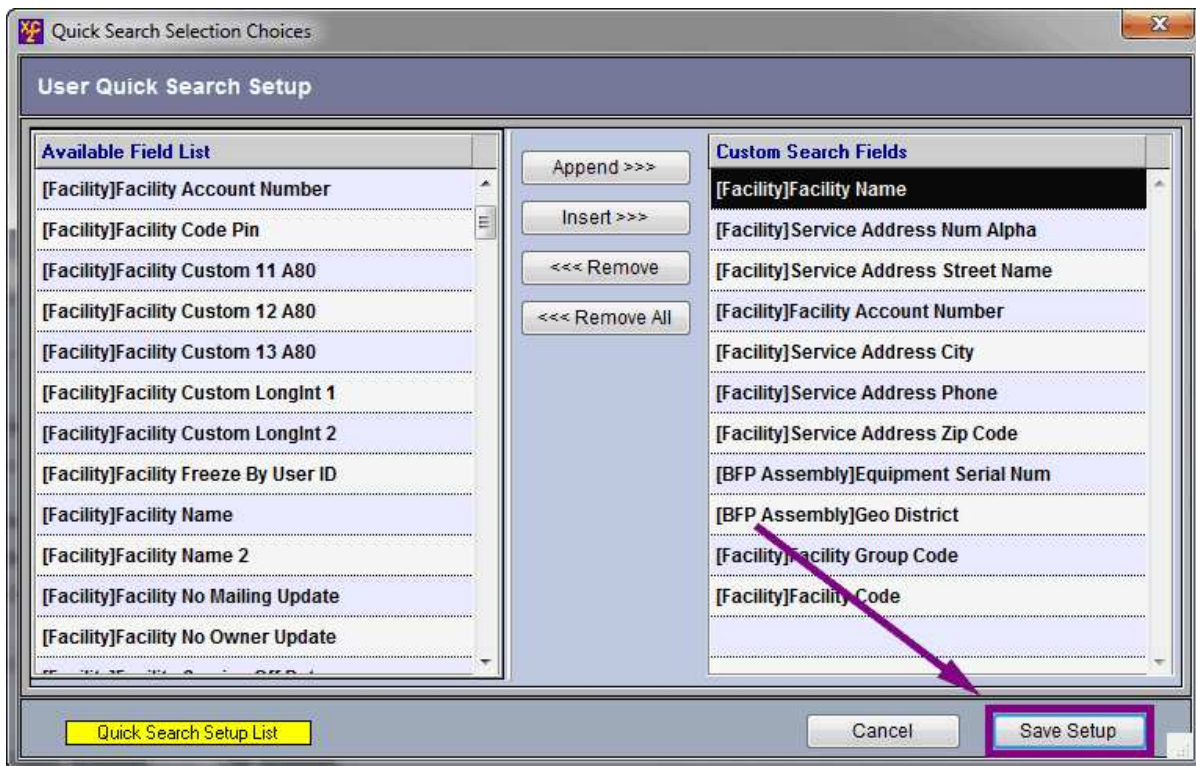 Quick Search Selection Choices
User Quick Search Setup
Available Field List
[Facility]Facility Account Number
[Facility]Facility Code Pin
[Facility]Facility Custom 11 A80
[Facility]Facility Custom 12 A80
[Facility]Facility Custom 13 A80
[Facility]Facility Custom LongInt 1
[Facility]Facility Custom LongInt 2
[Facility]Facility Freeze By User ID
[Facility]Facility Name
[Facility]Facility Name 2
[Facility]Facility No Mailing Update
[Facility]Facility No Owner Update
Append >>>
Insert >>>
<<< Remove
<<< Remove All
Custom Search Fields
[Facility]Facility Name
[Facility]Service Address Num Alpha
[Facility]Service Address Street Name
[Facility]Facility Account Number
[Facility]Service Address City
[Facility]Service Address Phone
[Facility]Service Address Zip Code
[BFP Assembly]Equipment Serial Num
[BFP Assembly]Geo District
[Facility]Facility Group Code
[Facility]Facility Code
Quick Search Setup List
Cancel
Save Setup